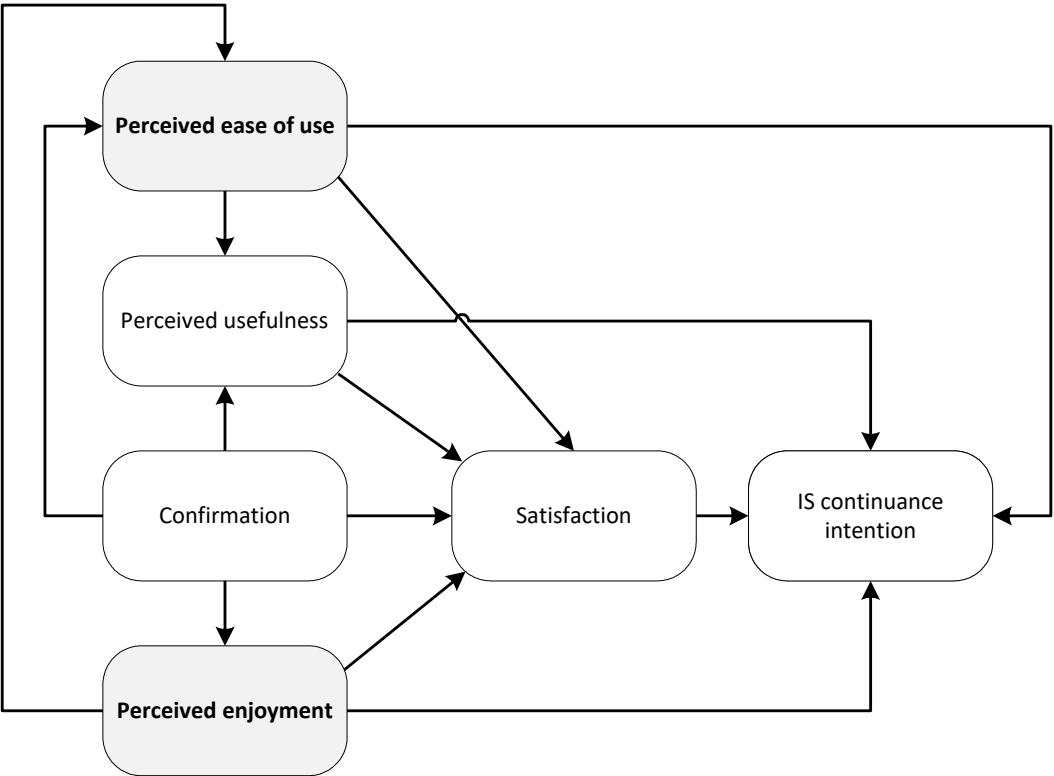 Perceived ease of use
Perceived usefulness
Confirmation
Satisfaction
IS continuance
intention
Perceived enjoyment